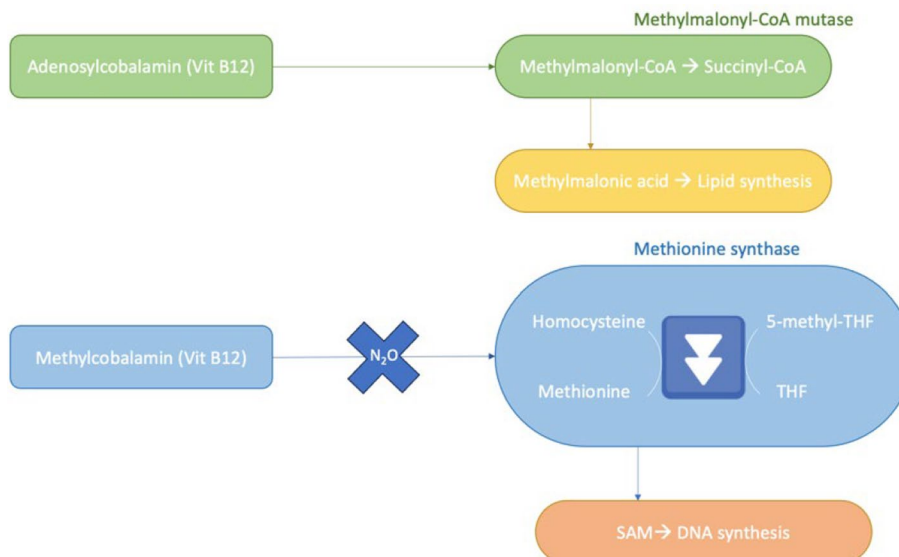 Methylmalonyl-CoA mutase
Adenosylcobalamin (Vit B12)
Methylmalonyl-CoA → Succinyl-CoA
Methylmalonic acid → Lipid synthesis
Methionine synthase
Homocysteine
5-methyl-THF
Methylcobalamin (Vit B12)
N₂O
Methionine
THF
SAM→ DNA synthesis